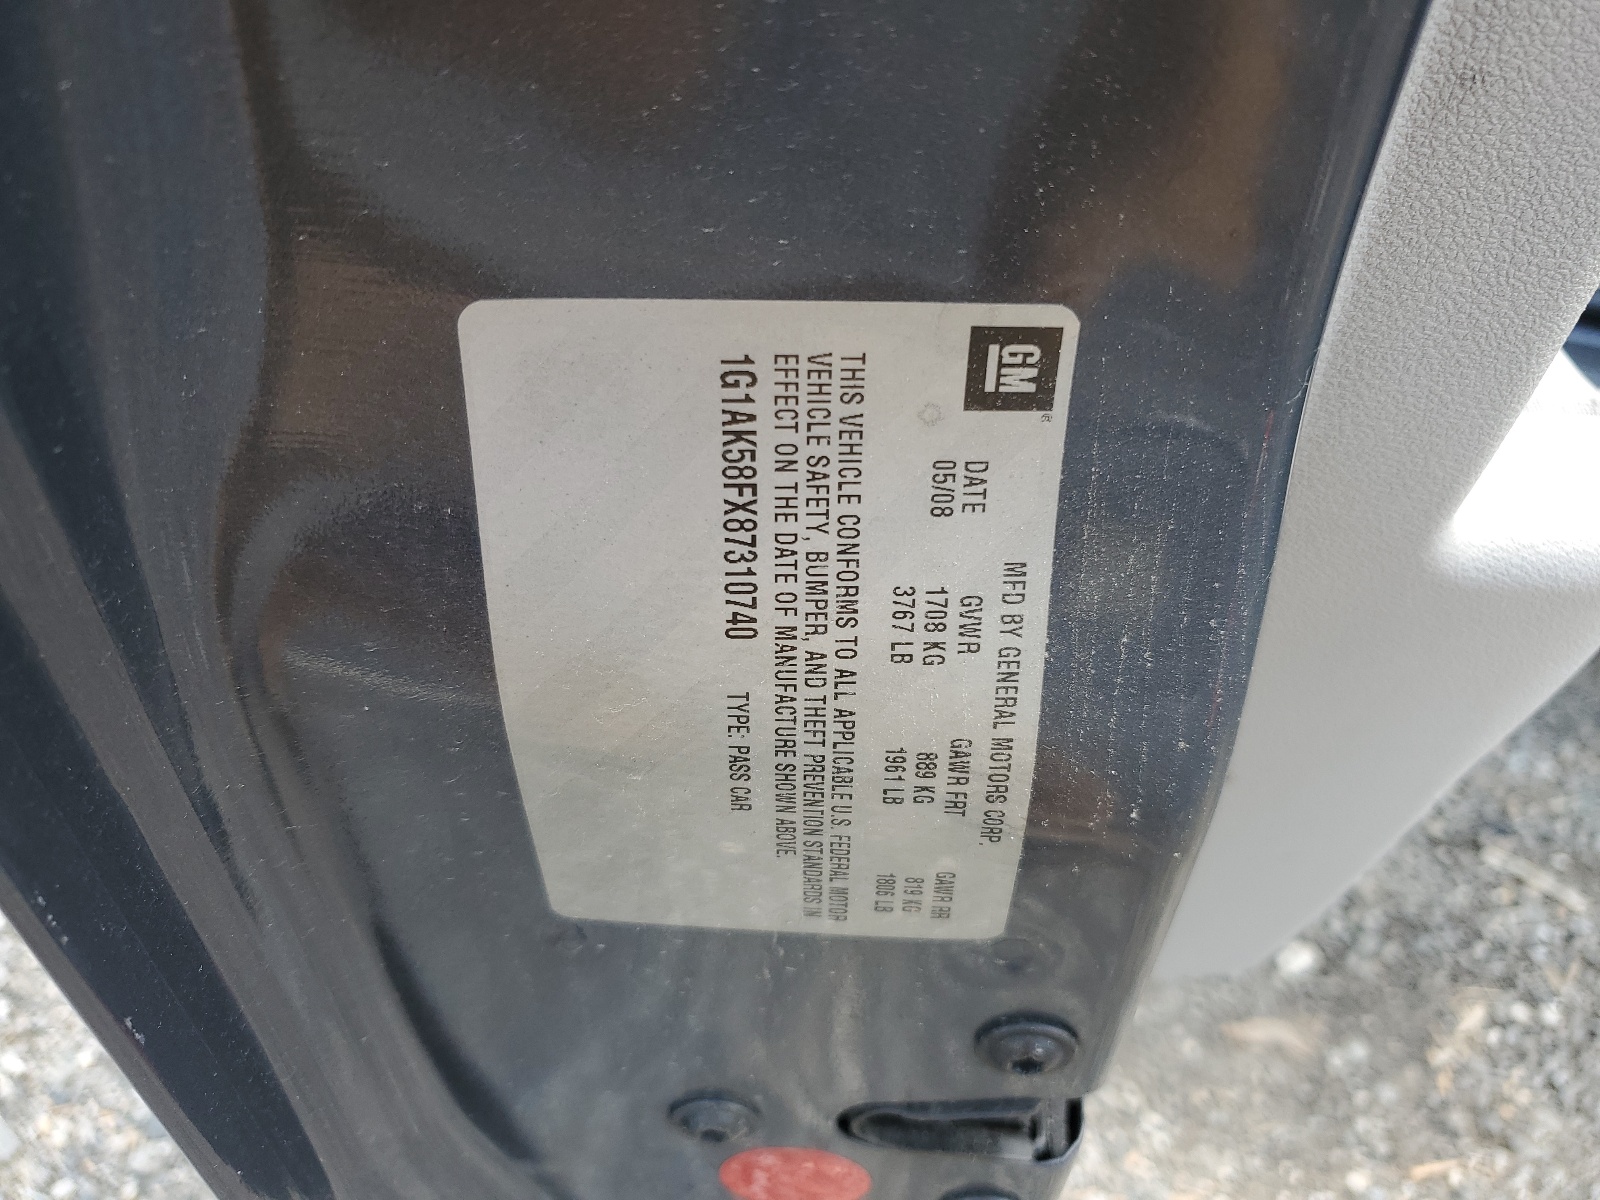 GM ®
MFD BY GENERAL MOTORS CORP.
DATE GVWR GAWR FRT GAWR RR
05/08 1708 KG 889 KG 819 KG
3767 LB 1961 LB 1806 LB
THIS VEHICLE CONFORMS TO ALL APPLICABLE U.S. FEDERAL MOTOR
VEHICLE SAFETY, BUMPER, AND THEFT PREVENTION STANDARDS IN
EFFECT ON THE DATE OF MANUFACTURE SHOWN ABOVE.
1G1AK58FX87310740 TYPE: PASS CAR